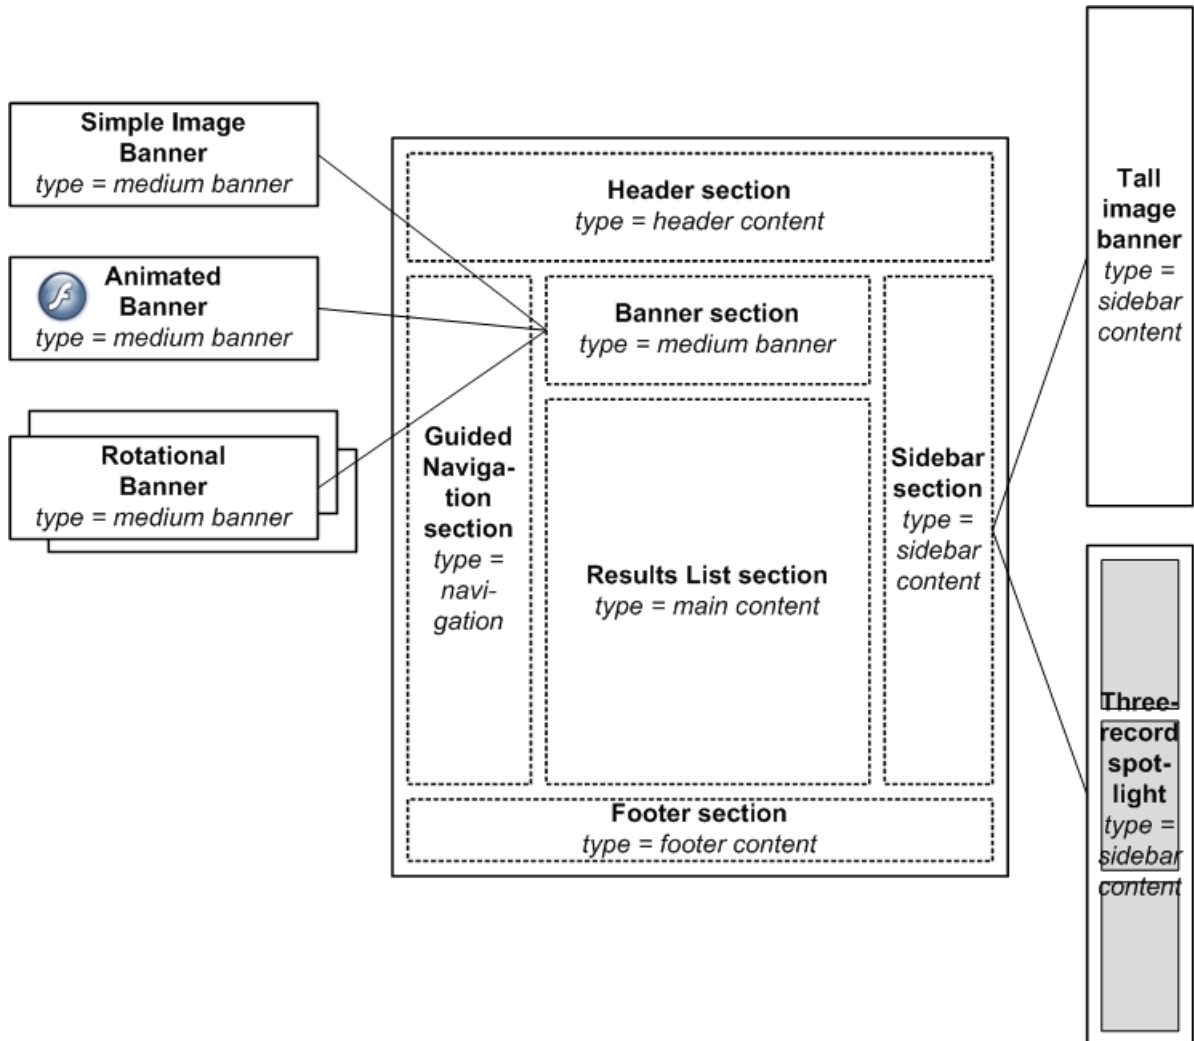 Simple Image
Banner
type = medium banner
Animated
Banner
type = medium banner
Rotational
Banner
type = medium banner
Header section
type = header content
Guided
Naviga-
tion
section
type =
navi-
gation
Banner section
type = medium banner
Results List section
type = main content
Sidebar
section
type =
sidebar
content
Footer section
type = footer content
Tall
image
banner
type =
sidebar
content
Three-
record
spot-
light
type =
sidebar
content